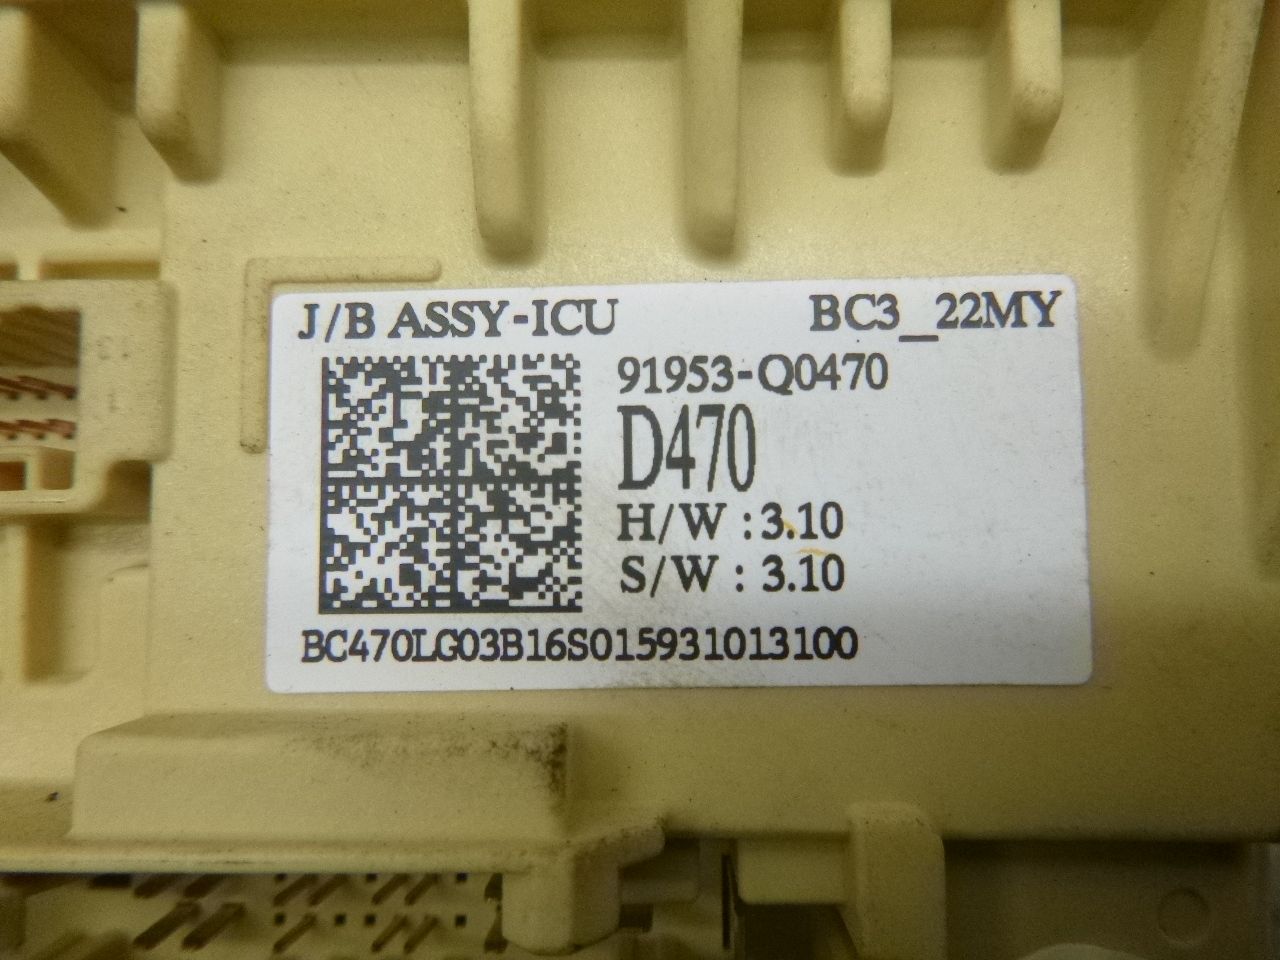 J/B ASSY-ICU BC3_22MY
91953-Q0470
D470
H/W : 3.10
S/W : 3.10
BC470LG03B16S015931013100